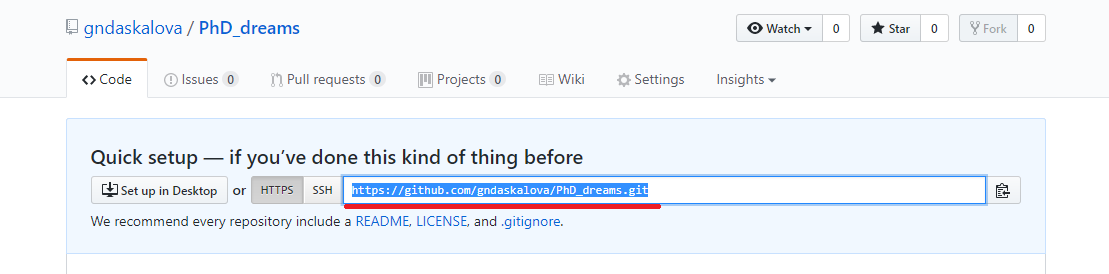 gndaskalova / PhD_dreams
Watch 0 Star 0 Fork 0
Code Issues 0 Pull requests 0 Projects 0 Wiki Settings Insights
Quick setup — if you’ve done this kind of thing before
Set up in Desktop or HTTPS SSH https://github.com/gndaskalova/PhD_dreams.git
We recommend every repository include a README, LICENSE, and .gitignore.